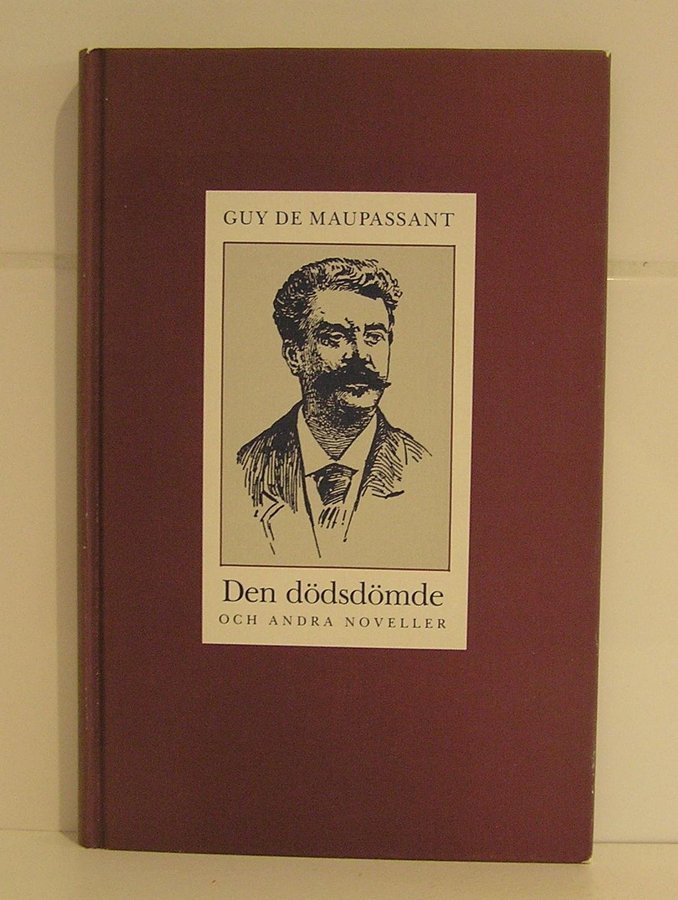 GUY DE MAUPASSANT
Den dödsdömde
OCH ANDRA NOVELLER